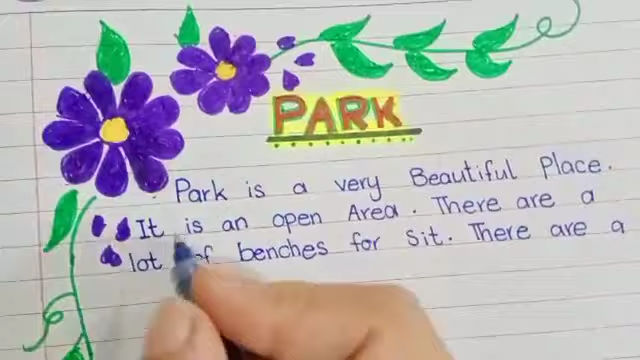 PARK
Park is a very Beautiful Place.
It is an open Area. There are a
lot of benches for sit. There are a